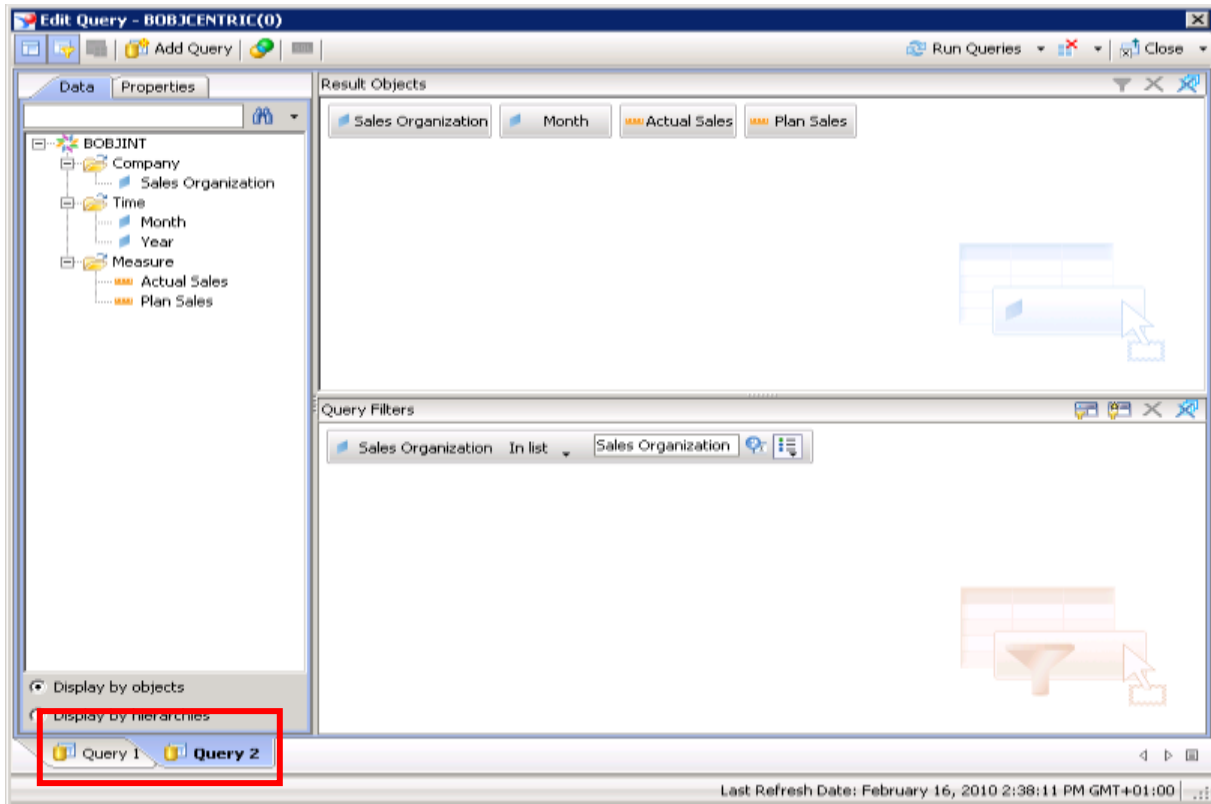 Edit Query - BOBJCENTRIC(0)
Add Query Run Queries Close
Data Properties
Result Objects
Sales Organization Month Actual Sales Plan Sales
BOBJINT
Company
Sales Organization
Time
Month
Year
Measure
Actual Sales
Plan Sales
Query Filters
Sales Organization In list Sales Organization
Display by objects
Display by hierarchies
Query 1 Query 2
Last Refresh Date: February 16, 2010 2:38:11 PM GMT+01:00